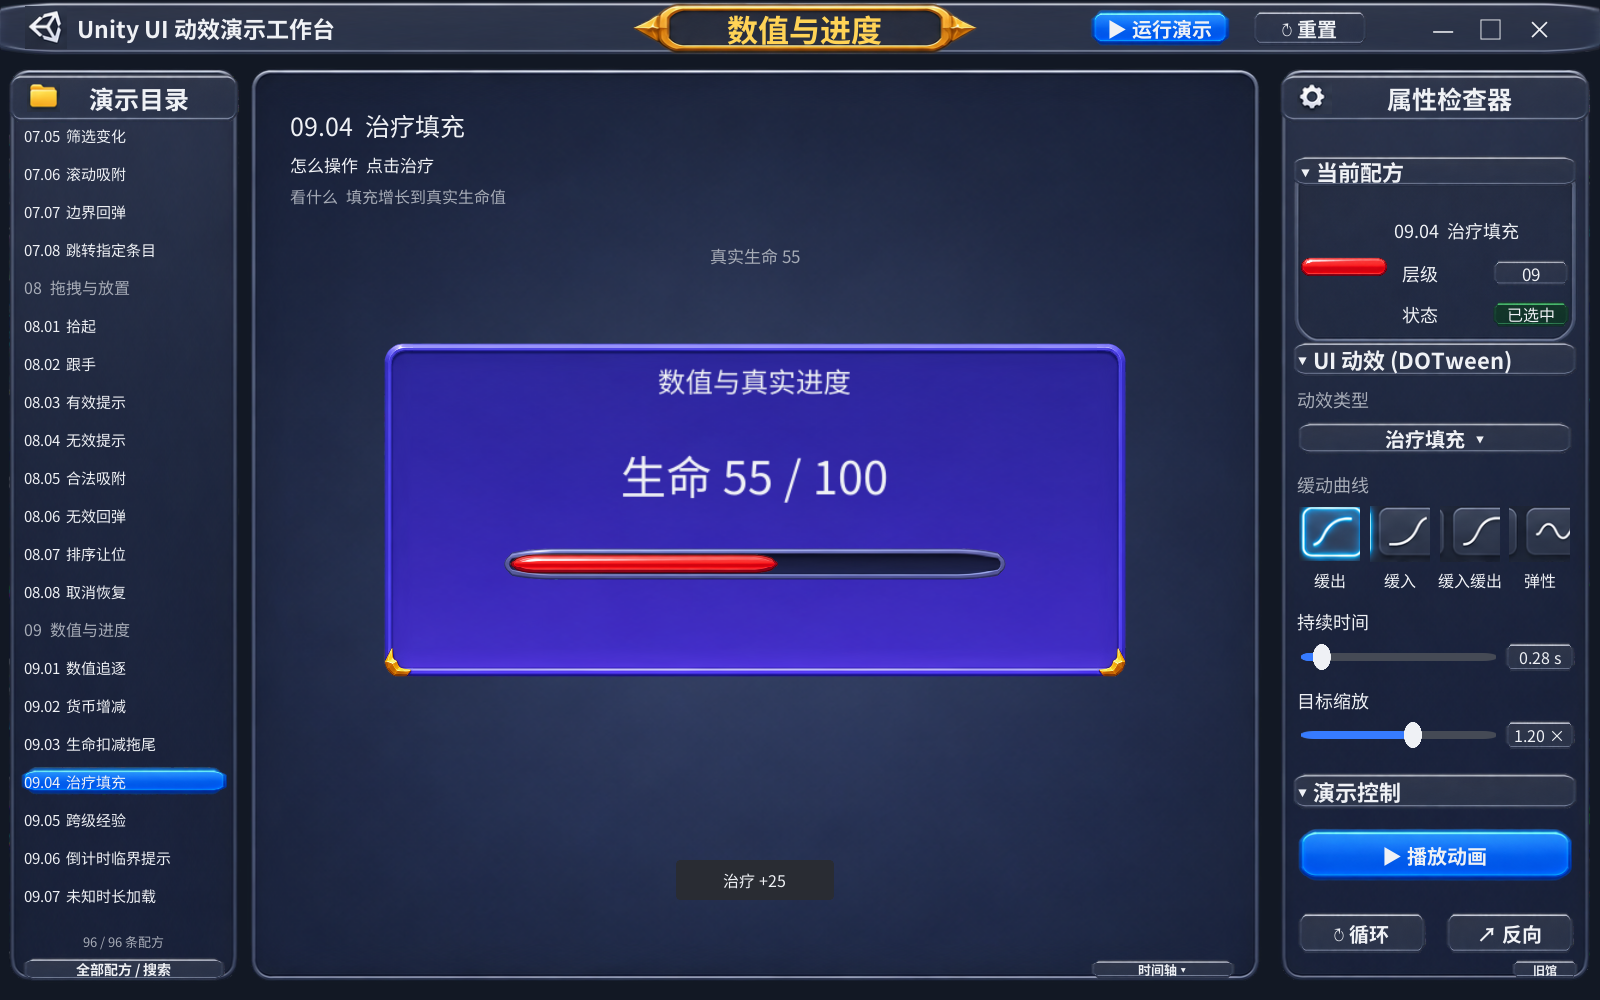 Unity UI 动效演示工作台
数值与进度
▶ 运行演示
重置
演示目录
07.05 筛选变化
07.06 滚动吸附
07.07 边界回弹
07.08 跳转指定条目
08 拖拽与放置
08.01 拾起
08.02 跟手
08.03 有效提示
08.04 无效提示
08.05 合法吸附
08.06 无效回弹
08.07 排序让位
08.08 取消恢复
09 数值与进度
09.01 数值追逐
09.02 货币增减
09.03 生命扣减拖尾
09.04 治疗填充
09.05 跨级经验
09.06 倒计时临界提示
09.07 未知时长加载
96 / 96 条配方
全部配方 / 搜索
09.04 治疗填充
怎么操作 点击治疗
看什么 填充增长到真实生命值
真实生命 55
数值与真实进度
生命 55 / 100
治疗 +25
时间轴 ▾
属性检查器
▾ 当前配方
09.04 治疗填充
层级 09
状态 已选中
▾ UI 动效 (DOTween)
动效类型
治疗填充 ▾
缓动曲线
缓出 缓入 缓入缓出 弹性
持续时间
0.28 s
目标缩放
1.20 ×
▾ 演示控制
▶ 播放动画
循环
↗ 反向
旧馆